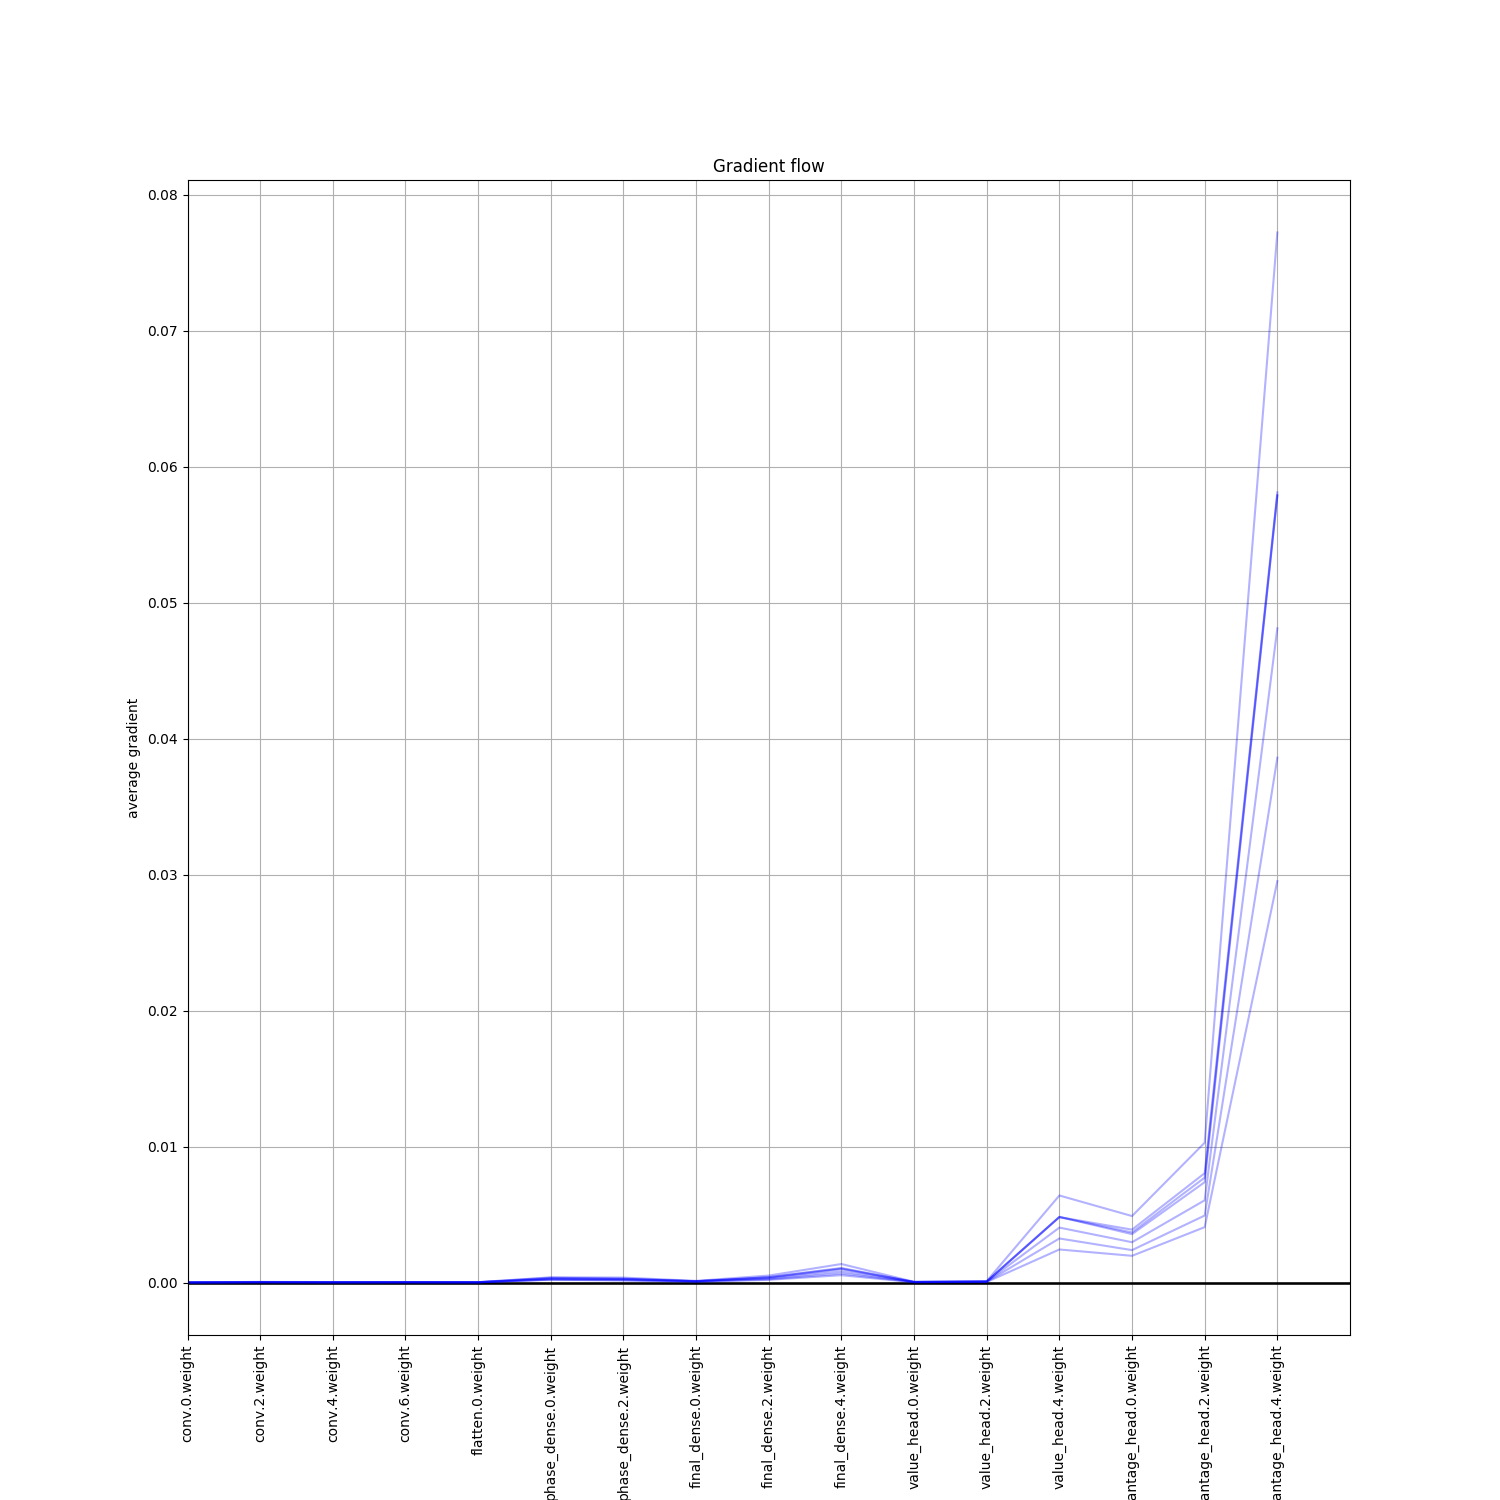 Gradient flow
0.08
0.07
0.06
0.05
0.04
0.03
0.02
0.01
0.00
average gradient
conv.0.weight
conv.2.weight
conv.4.weight
conv.6.weight
flatten.0.weight
phase_dense.0.weight
phase_dense.2.weight
final_dense.0.weight
final_dense.2.weight
final_dense.4.weight
value_head.0.weight
value_head.2.weight
value_head.4.weight
antage_head.0.weight
antage_head.2.weight
antage_head.4.weight